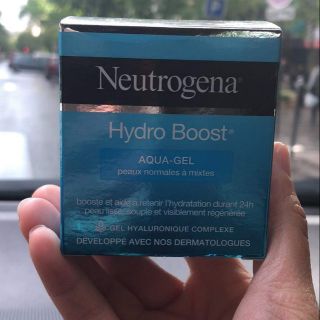 Neutrogena®
Hydro Boost®
AQUA-GEL
peaux normales à mixtes
booste et aide à retenir l'hydratation durant 24h
peau lisse, souple et visiblement régénérée
GEL HYALURONIQUE COMPLEXE
DÉVELOPPÉ AVEC NOS DERMATOLOGUES